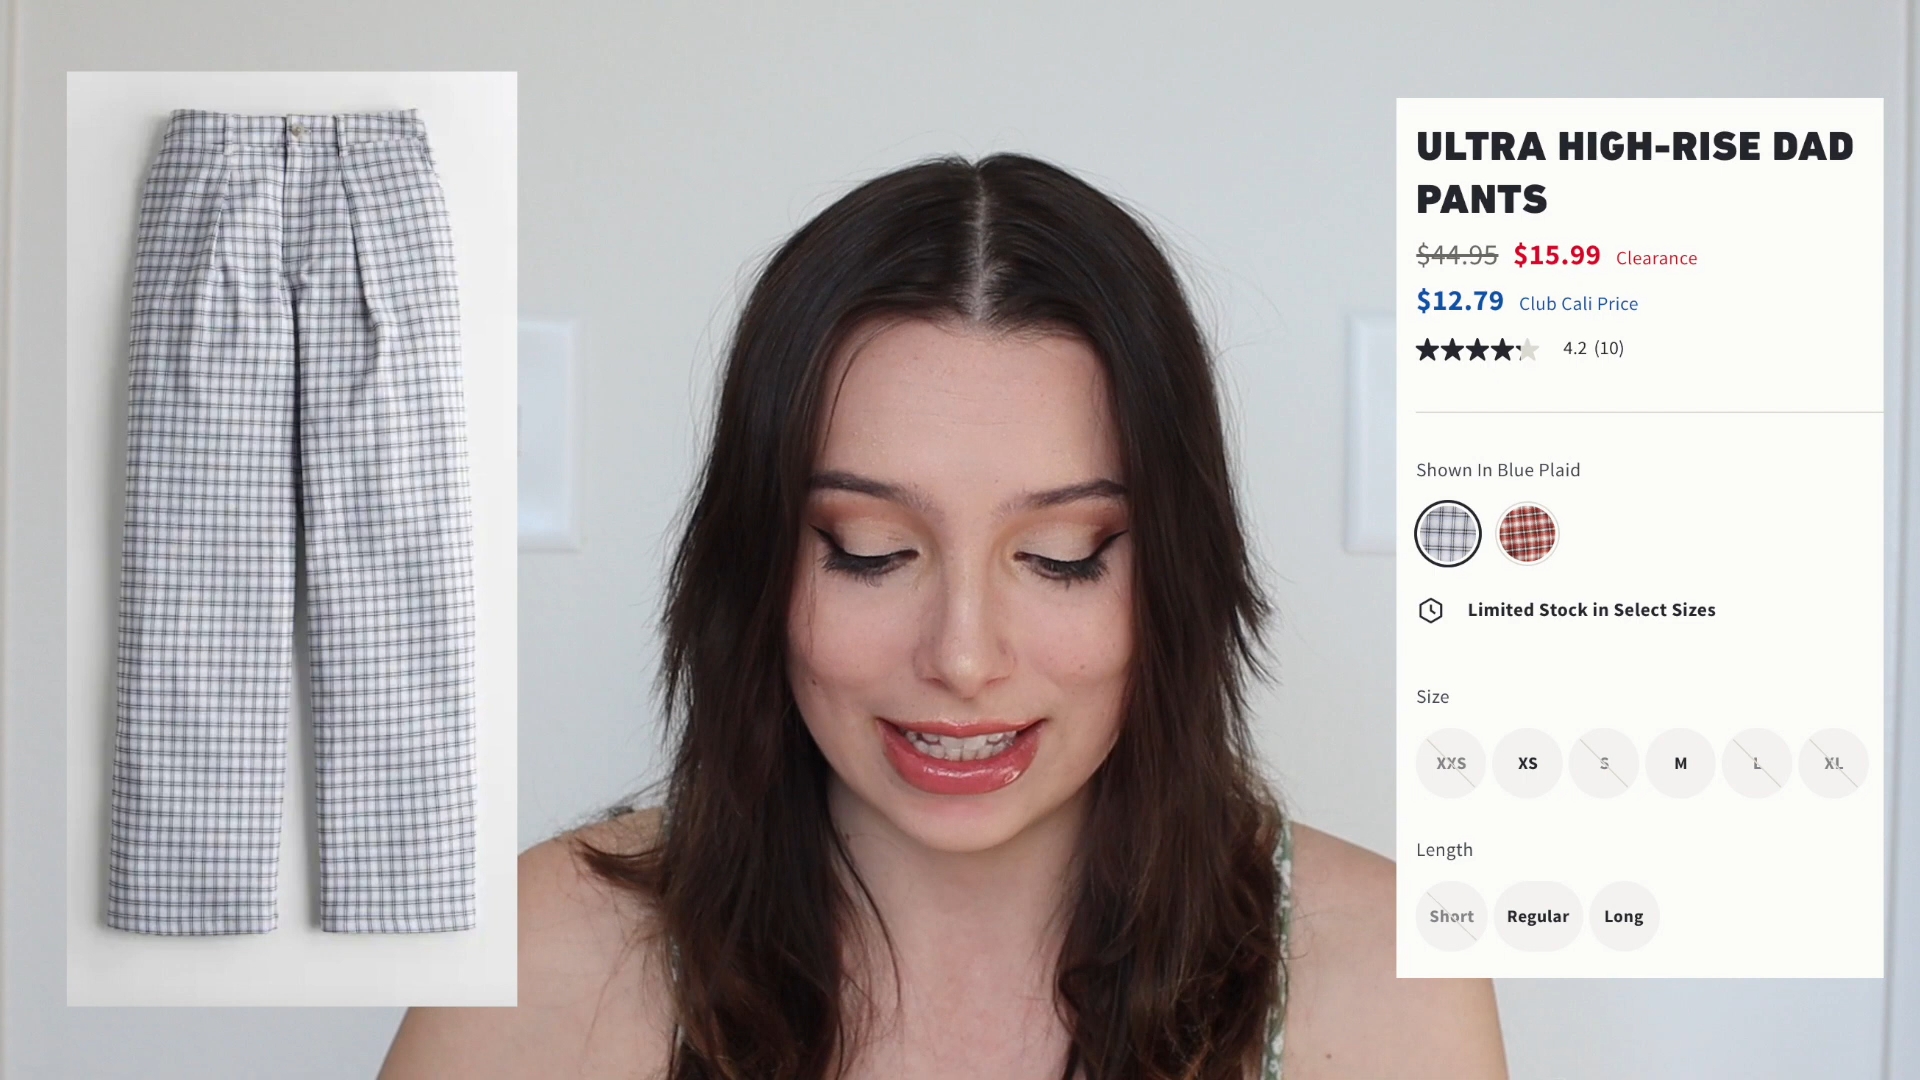 ULTRA HIGH-RISE DAD
PANTS
$44.95 $15.99 Clearance
$12.79 Club Cali Price
4.2 (10)
Shown In Blue Plaid
Limited Stock in Select Sizes
Size
XXS XS S M L XL
Length
Short Regular Long